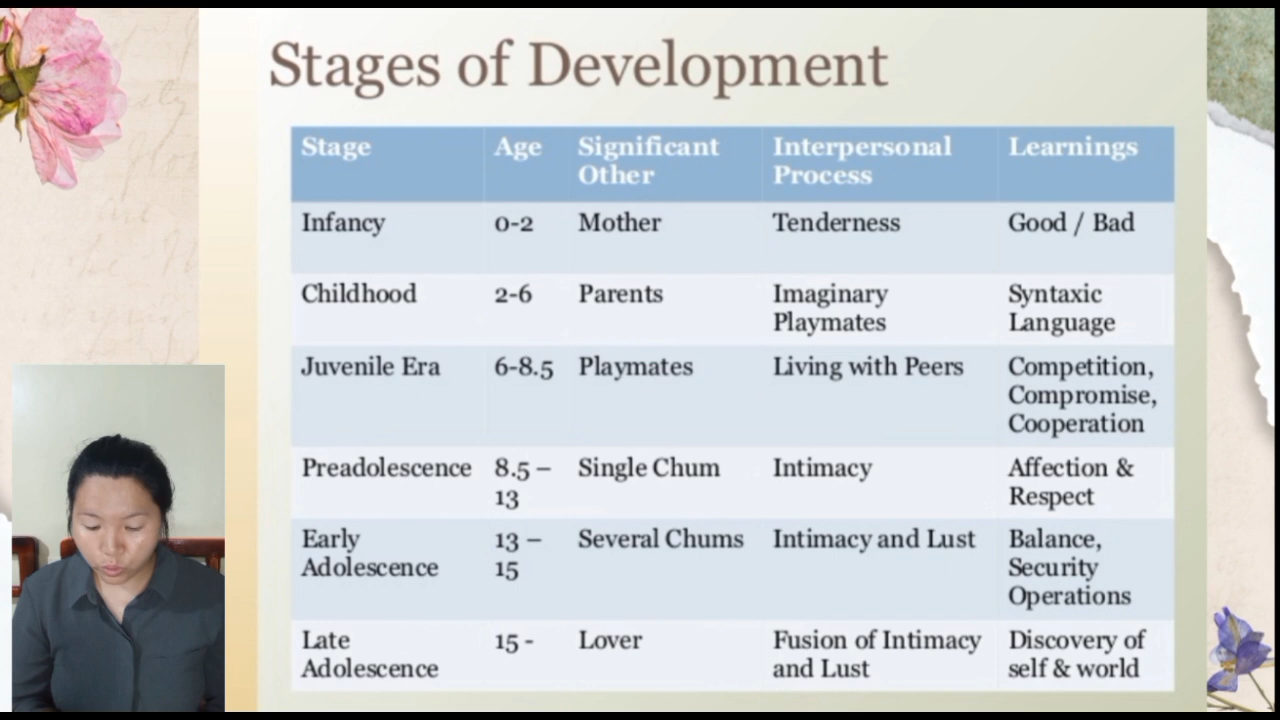 Stages of Development
Stage Age Significant Other Interpersonal Process Learnings
Infancy 0-2 Mother Tenderness Good / Bad
Childhood 2-6 Parents Imaginary Playmates Syntaxic Language
Juvenile Era 6-8.5 Playmates Living with Peers Competition, Compromise, Cooperation
Preadolescence 8.5 – 13 Single Chum Intimacy Affection & Respect
Early Adolescence 13 – 15 Several Chums Intimacy and Lust Balance, Security Operations
Late Adolescence 15 - Lover Fusion of Intimacy and Lust Discovery of self & world